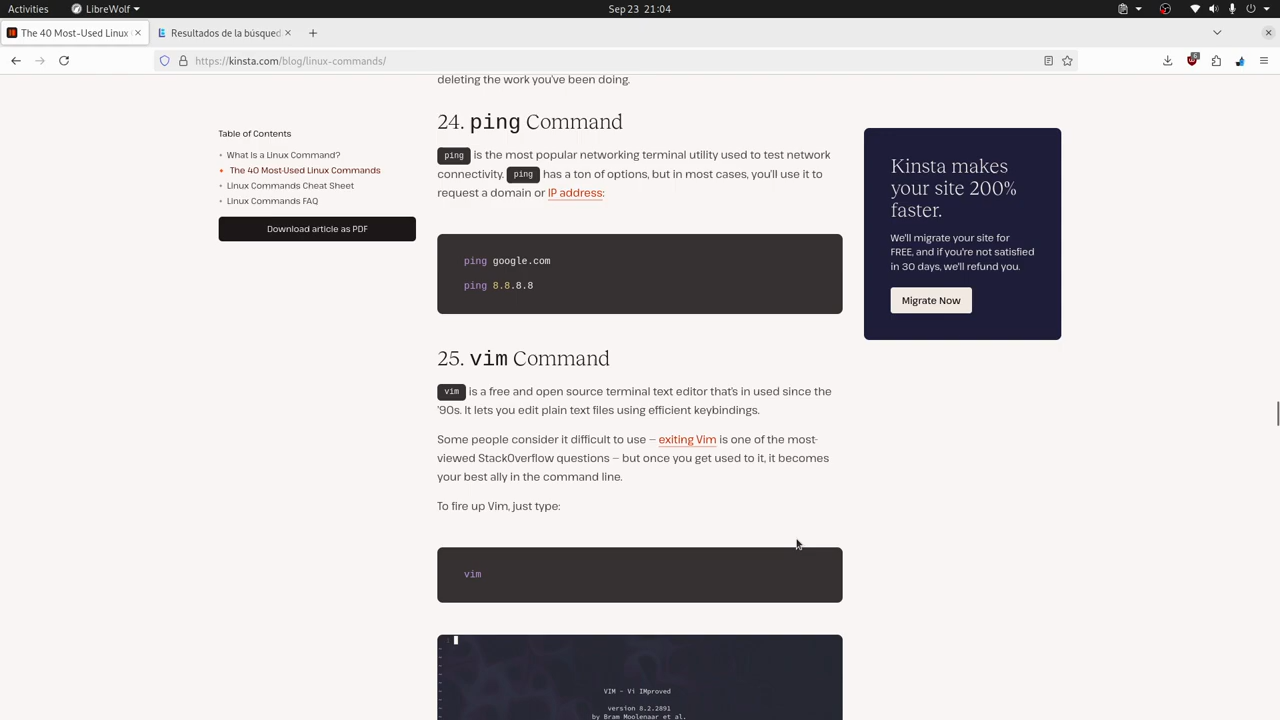 Activities
LibreWolf
Sep 23 21:04
The 40 Most-Used Linux
Resultados de la búsqued
https://kinsta.com/blog/linux-commands/
6
deleting the work you've been doing.
24. ping Command
ping is the most popular networking terminal utility used to test network
connectivity. ping has a ton of options, but in most cases, you'll use it to
request a domain or IP address:
ping google.com
ping 8.8.8.8
25. vim Command
vim is a free and open source terminal text editor that's in used since the
'90s. It lets you edit plain text files using efficient keybindings.
Some people consider it difficult to use — exiting Vim is one of the most-
viewed StackOverflow questions — but once you get used to it, it becomes
your best ally in the command line.
To fire up Vim, just type:
vim
VIM - Vi IMproved
version 8.2.2891
by Bram Moolenaar et al.
Table of Contents
What Is a Linux Command?
The 40 Most-Used Linux Commands
Linux Commands Cheat Sheet
Linux Commands FAQ
Download article as PDF
Kinsta makes
your site 200%
faster.
We'll migrate your site for
FREE, and if you're not satisfied
in 30 days, we'll refund you.
Migrate Now